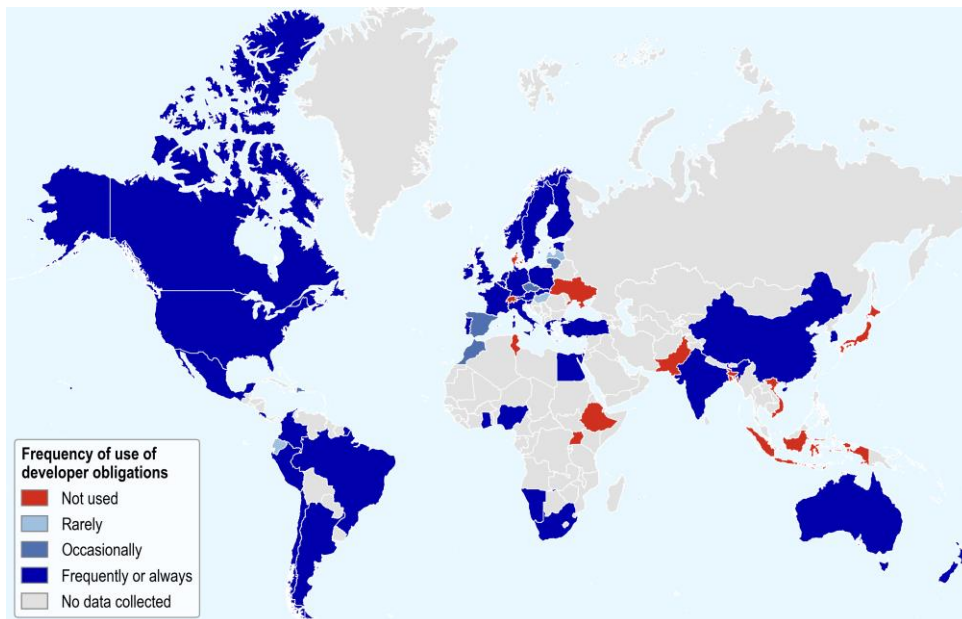 Frequency of use of
developer obligations
Not used
Rarely
Occasionally
Frequently or always
No data collected